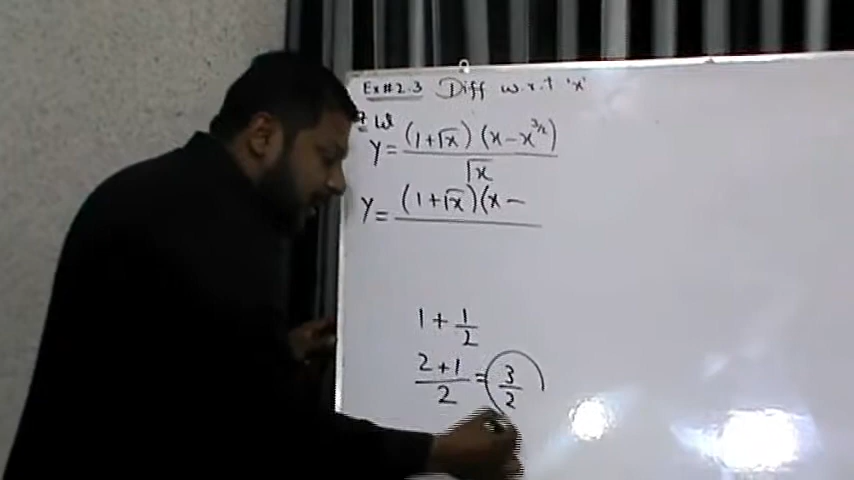 Ex#2.3 Diff w.r.t 'x'
y = (1+√x) (x-x^3/2)
√x
y = (1+√x)(x-
1 + 1/2
2+1/2 = 3/2